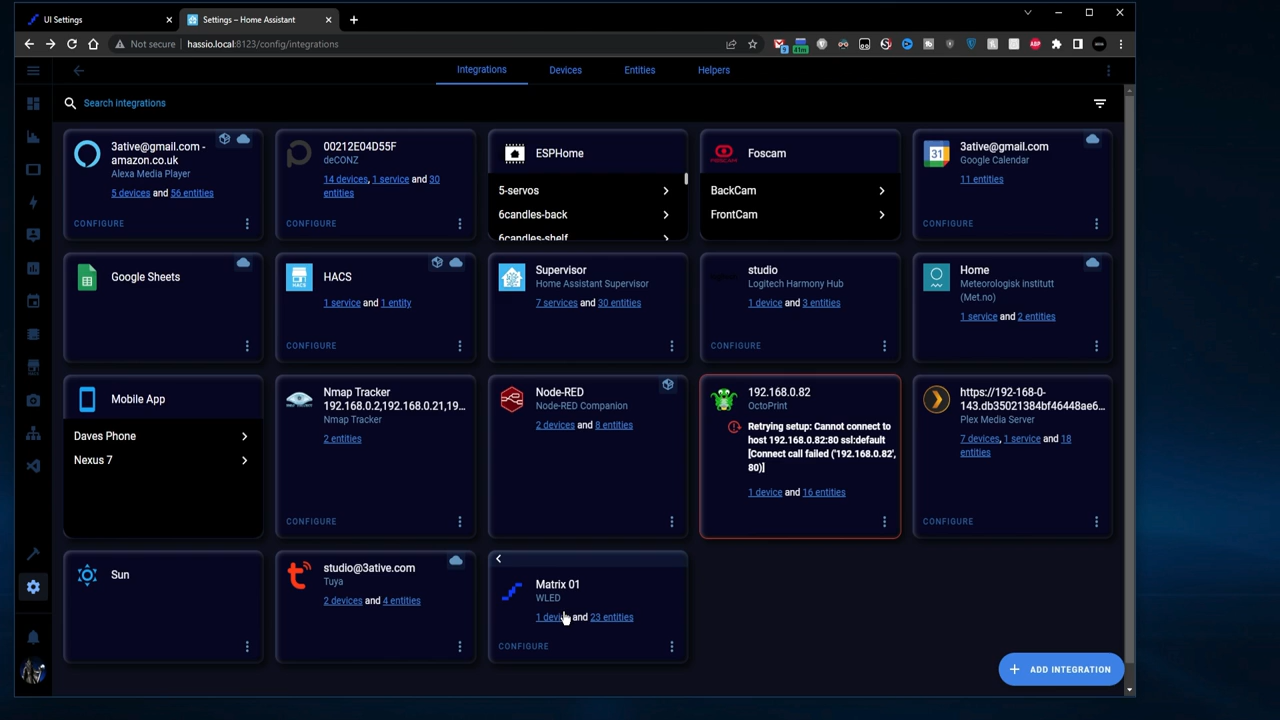 UI Settings
Settings – Home Assistant
Not secure
hassio.local:8123/config/integrations
Integrations
Devices
Entities
Helpers
Search integrations
3ative@gmail.com -
amazon.co.uk
Alexa Media Player
5 devices and 56 entities
CONFIGURE
00212E04D55F
deCONZ
14 devices, 1 service and 30
entities
CONFIGURE
ESPHome
5-servos
6candles-back
6candles-shelf
Foscam
BackCam
FrontCam
31
3ative@gmail.com
Google Calendar
11 entities
CONFIGURE
Google Sheets
HACS
HACS
1 service and 1 entity
CONFIGURE
Supervisor
Home Assistant Supervisor
7 services and 30 entities
studio
Logitech Harmony Hub
1 device and 3 entities
CONFIGURE
Home
Meteorologisk institutt
(Met.no)
1 service and 2 entities
Mobile App
Daves Phone
Nexus 7
Nmap Tracker
192.168.0.2,192.168.0.21,19...
Nmap Tracker
2 entities
CONFIGURE
Node-RED
Node-RED Companion
2 devices and 8 entities
192.168.0.82
OctoPrint
Retrying setup: Cannot connect to
host 192.168.0.82:80 ssl:default
[Connect call failed ('192.168.0.82',
80)]
1 device and 16 entities
https://192-168-0-
143.db35021384bf46448ae6...
Plex Media Server
7 devices, 1 service and 18
entities
CONFIGURE
Sun
studio@3ative.com
Tuya
2 devices and 4 entities
Matrix 01
WLED
1 device and 23 entities
CONFIGURE
ADD INTEGRATION